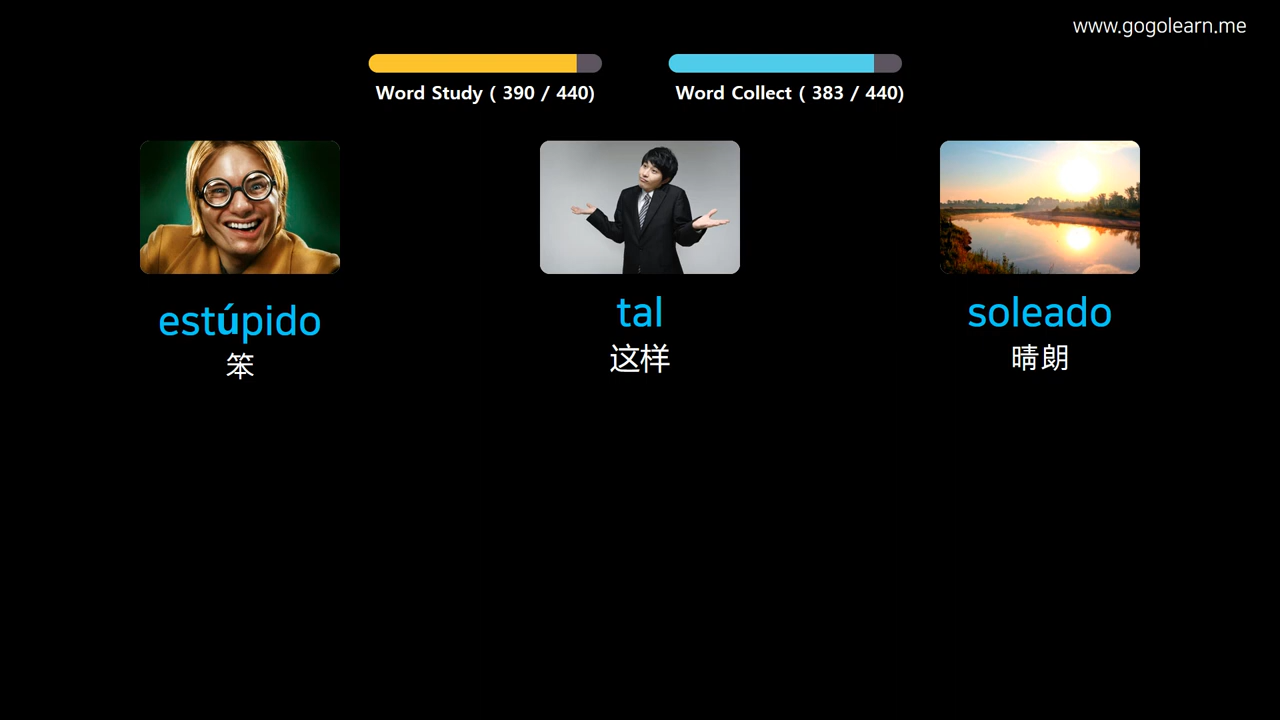 www.gogolearn.me
Word Study ( 390 / 440)
Word Collect ( 383 / 440)
estúpido
笨
tal
这样
soleado
晴朗